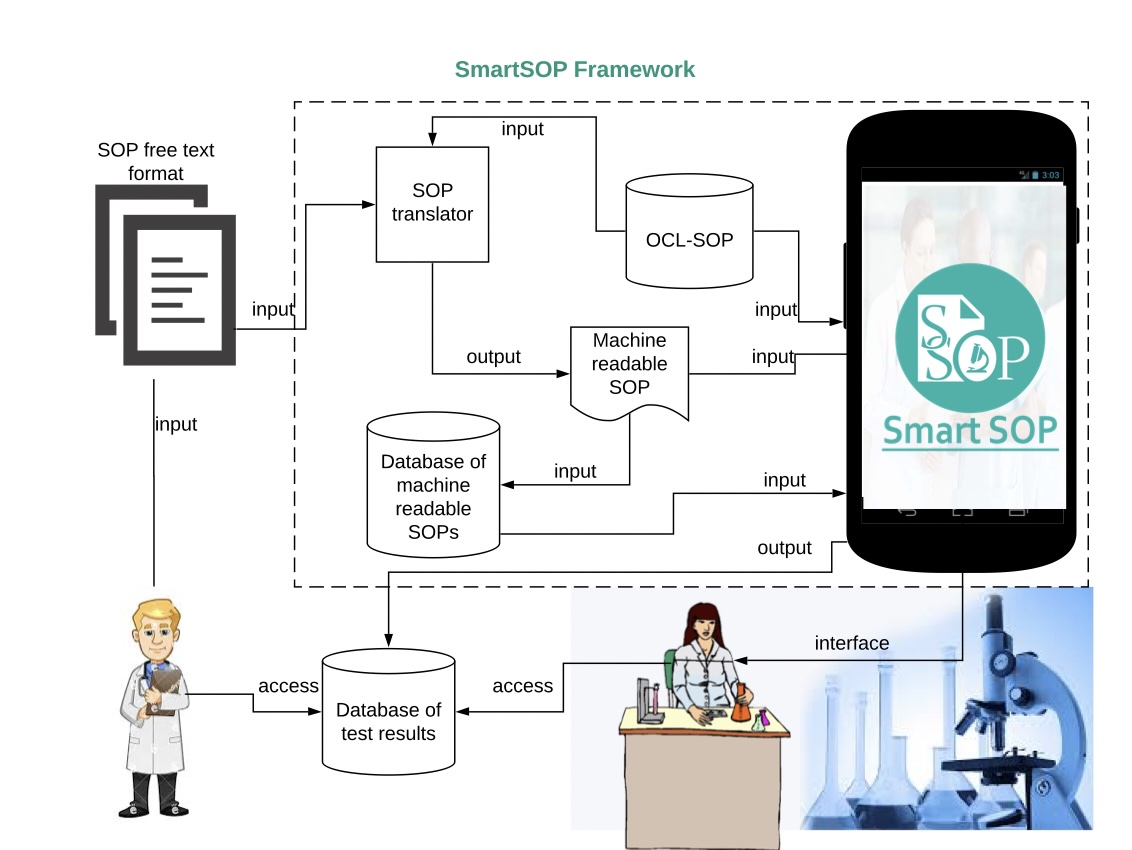 SmartSOP Framework
SOP free text
format
input
SOP
translator
OCL-SOP
3:03
input
input
output
Machine
readable
SOP
input
S
SOP
Smart SOP
input
Database of
machine
readable
SOPs
input
input
output
access
Database of
test results
access
interface